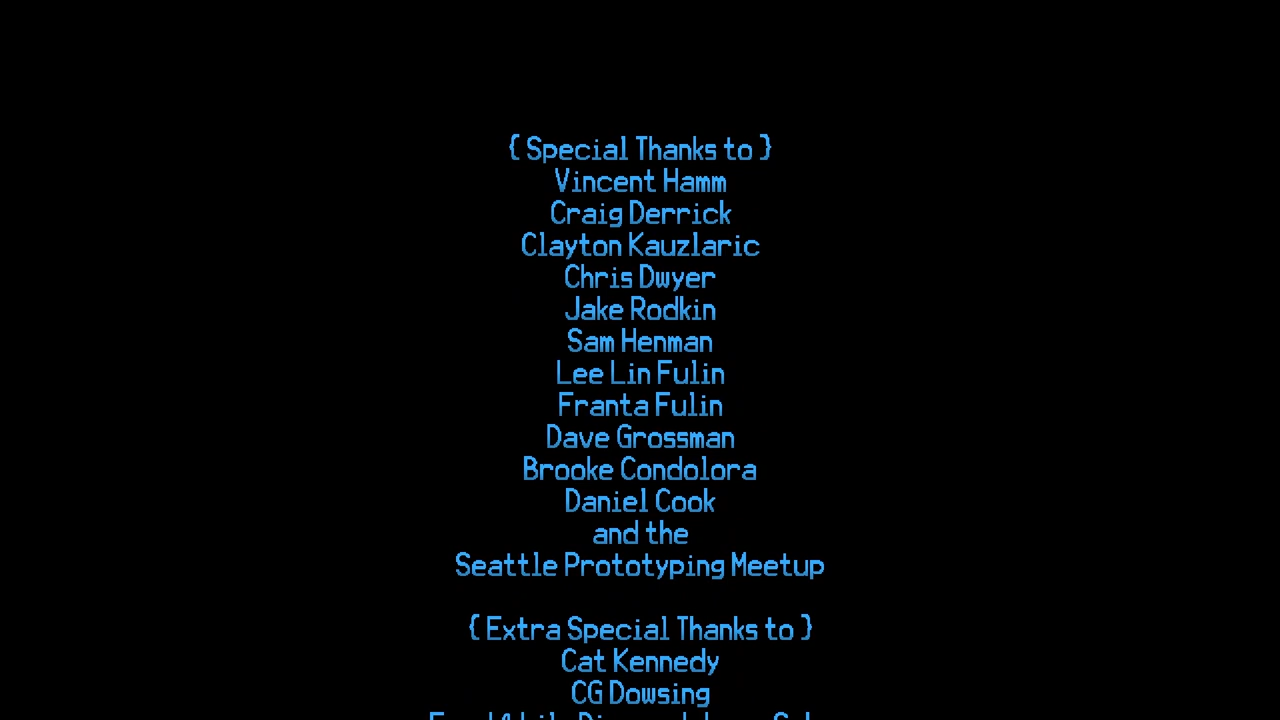 { Special Thanks to }
Vincent Hamm
Craig Derrick
Clayton Kauzlaric
Chris Dwyer
Jake Rodkin
Sam Henman
Lee Lin Fulin
Franta Fulin
Dave Grossman
Brooke Condolora
Daniel Cook
and the
Seattle Prototyping Meetup
{ Extra Special Thanks to }
Cat Kennedy
CG Dowsing